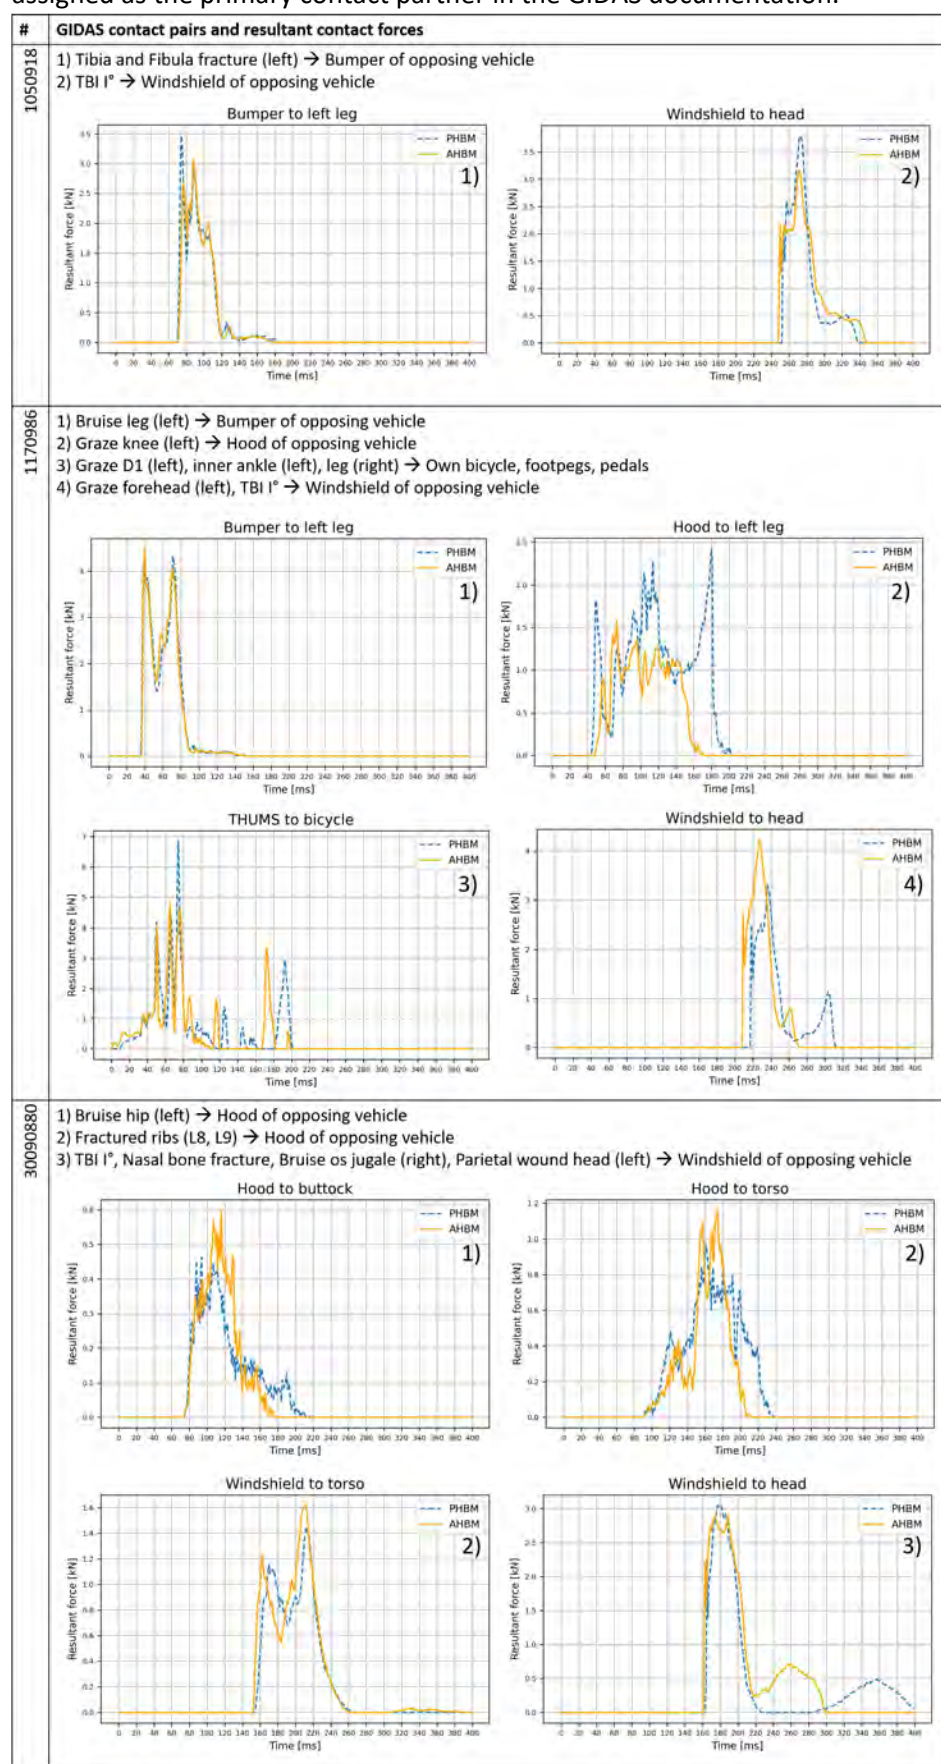 assigned as the primary contact partner in the GIDAS documentation.
# GIDAS contact pairs and resultant contact forces
1050918
1) Tibia and Fibula fracture (left) → Bumper of opposing vehicle
2) TBI I° → Windshield of opposing vehicle
Bumper to left leg
PHBM
AHBM
1)
Resultant force [kN]
Time [ms]
Windshield to head
PHBM
AHBM
2)
Resultant force [kN]
Time [ms]
1170986
1) Bruise leg (left) → Bumper of opposing vehicle
2) Graze knee (left) → Hood of opposing vehicle
3) Graze D1 (left), inner ankle (left), leg (right) → Own bicycle, footpegs, pedals
4) Graze forehead (left), TBI I° → Windshield of opposing vehicle
Bumper to left leg
PHBM
AHBM
1)
Resultant force [kN]
Time [ms]
Hood to left leg
PHBM
AHBM
2)
Resultant force [kN]
Time [ms]
THUMS to bicycle
PHBM
AHBM
3)
Resultant force [kN]
Time [ms]
Windshield to head
PHBM
AHBM
4)
Resultant force [kN]
Time [ms]
30090880
1) Bruise hip (left) → Hood of opposing vehicle
2) Fractured ribs (L8, L9) → Hood of opposing vehicle
3) TBI I°, Nasal bone fracture, Bruise os jugale (right), Parietal wound head (left) → Windshield of opposing vehicle
Hood to buttock
PHBM
AHBM
1)
Resultant force [kN]
Time [ms]
Hood to torso
PHBM
AHBM
2)
Resultant force [kN]
Time [ms]
Windshield to torso
PHBM
AHBM
2)
Resultant force [kN]
Time [ms]
Windshield to head
PHBM
AHBM
3)
Resultant force [kN]
Time [ms]